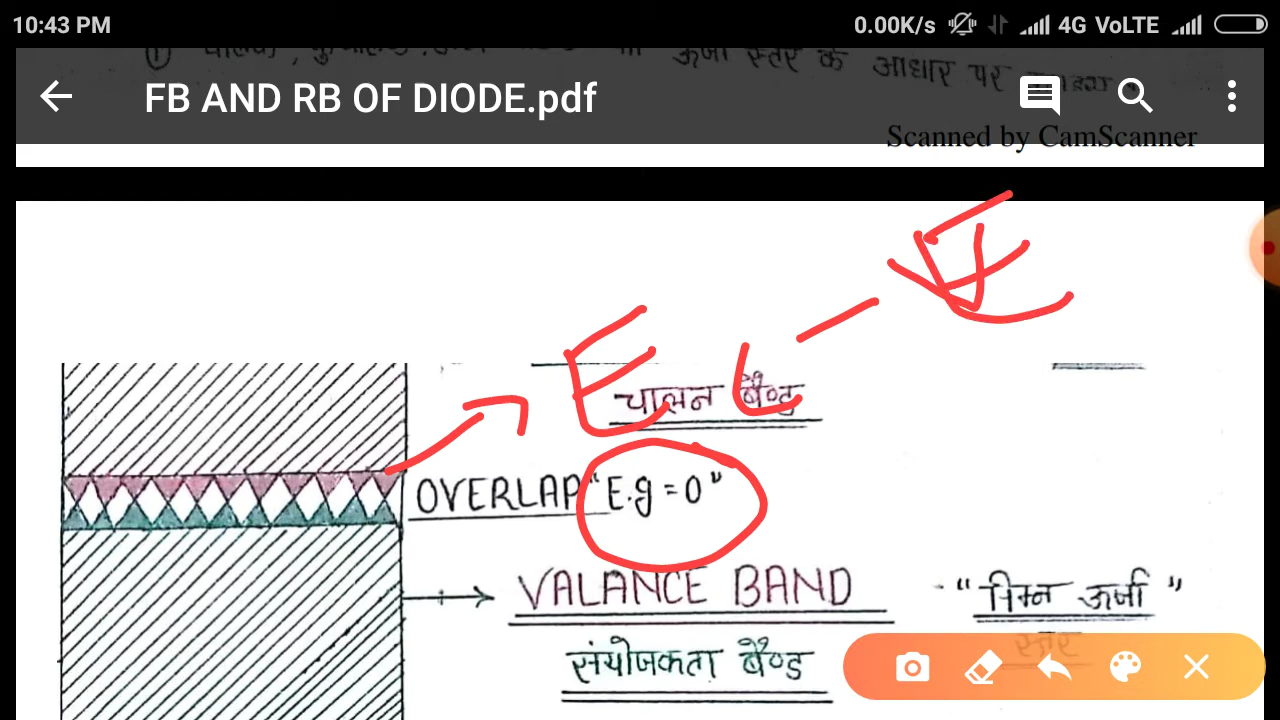 10:43 PM 0.00K/s 4G VoLTE
ऊर्जा स्तर के आधार पर
FB AND RB OF DIODE.pdf
Scanned by CamScanner
E
चालन बैण्ड
OVERLAP "E.g = 0"
VALANCE BAND - " निम्न ऊर्जा "
स्तर
संयोजकता बैण्ड